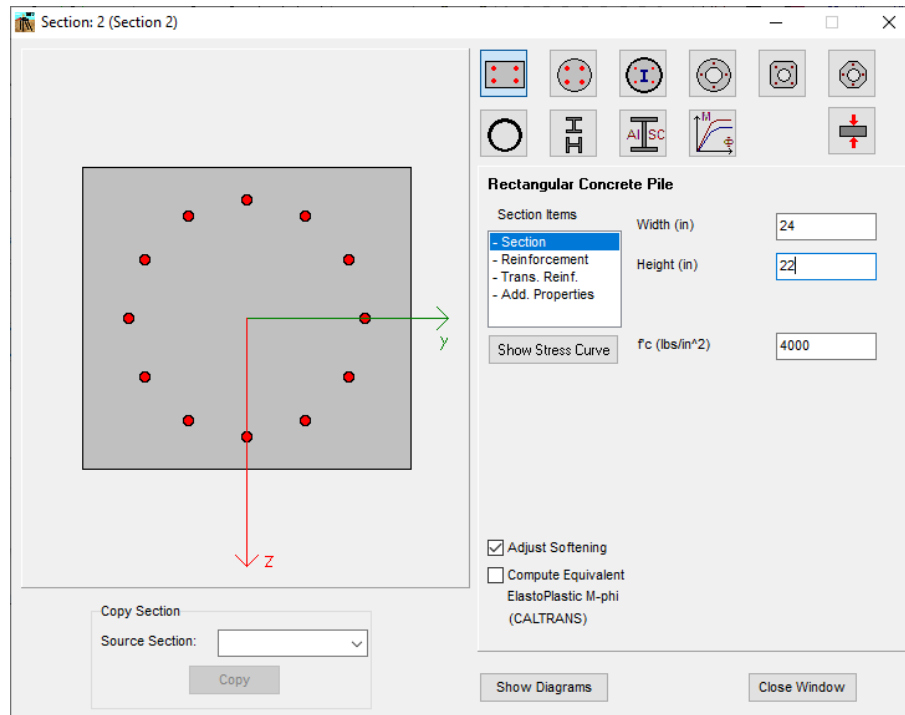 Section: 2 (Section 2)
I
I
H
AI SC
M
Φ
Rectangular Concrete Pile
Section Items
- Section
- Reinforcement
- Trans. Reinf.
- Add. Properties
Show Stress Curve
Width (in)
24
Height (in)
22
f'c (lbs/in^2)
4000
y
z
Adjust Softening
Compute Equivalent
ElastoPlastic M-phi
(CALTRANS)
Copy Section
Source Section:
Copy
Show Diagrams
Close Window